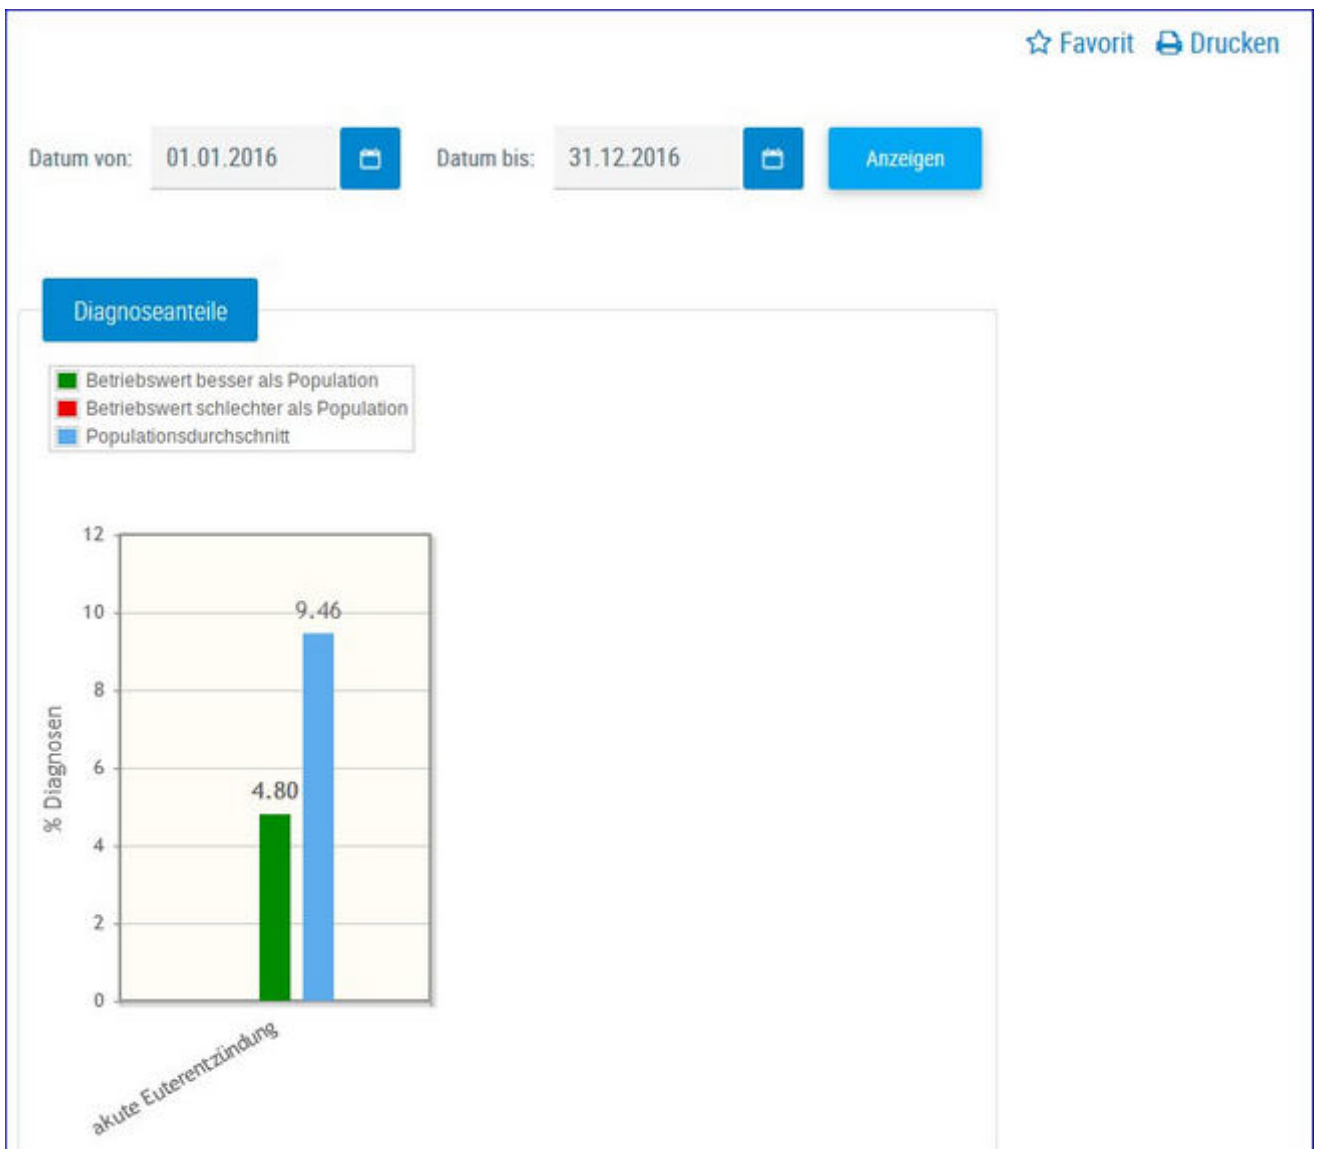 Favorit Drucken
Datum von: 01.01.2016 Datum bis: 31.12.2016 Anzeigen
Diagnoseanteile
Betriebswert besser als Population
Betriebswert schlechter als Population
Populationsdurchschnitt
12
10
9.46
8
6
4.80
4
2
0
% Diagnosen
akute Euterentzündung